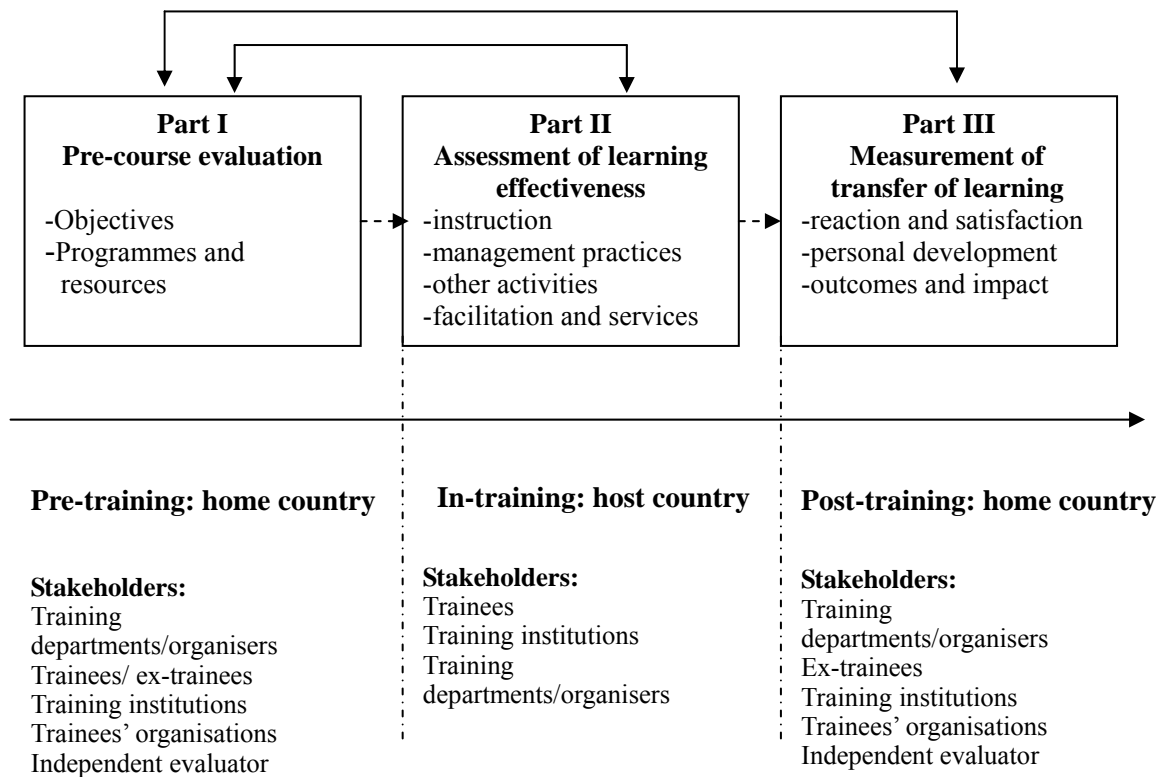 Part I
Pre-course evaluation
-Objectives
-Programmes and
resources
Part II
Assessment of learning
effectiveness
-instruction
-management practices
-other activities
-facilitation and services
Part III
Measurement of
transfer of learning
-reaction and satisfaction
-personal development
-outcomes and impact
Pre-training: home country
In-training: host country
Post-training: home country
Stakeholders:
Training
departments/organisers
Trainees/ ex-trainees
Training institutions
Trainees’ organisations
Independent evaluator
Stakeholders:
Trainees
Training institutions
Training
departments/organisers
Stakeholders:
Training
departments/organisers
Ex-trainees
Training institutions
Trainees’ organisations
Independent evaluator